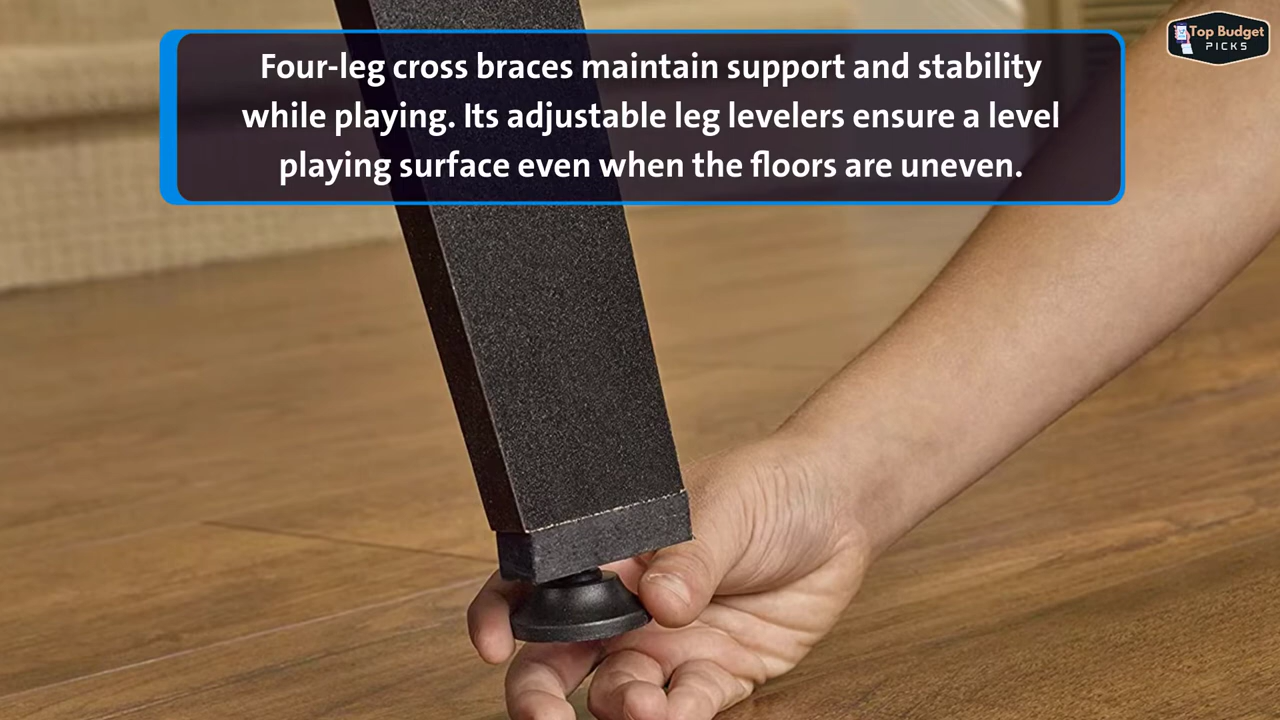 Four-leg cross braces maintain support and stability
while playing. Its adjustable leg levelers ensure a level
playing surface even when the floors are uneven.
Top Budget
PICKS